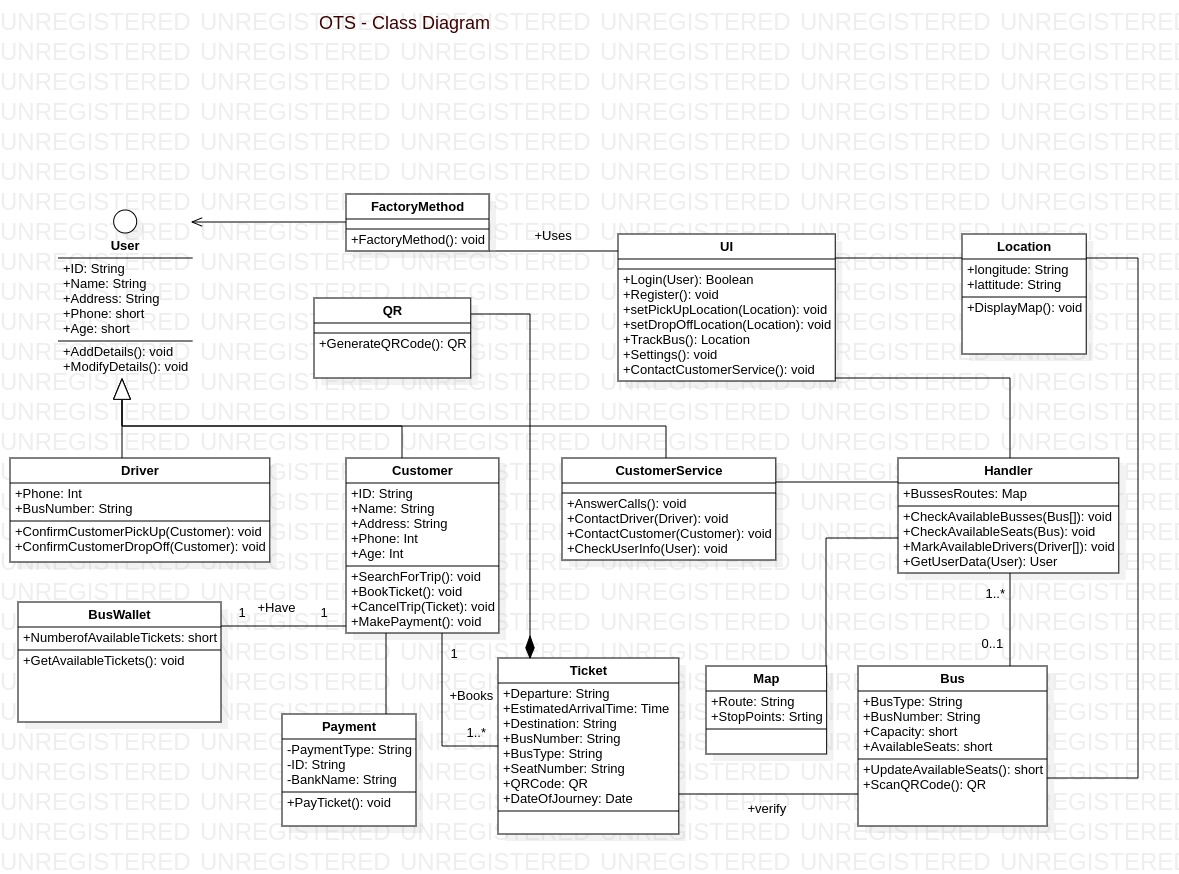 OTS - Class Diagram
FactoryMethod
+FactoryMethod(): void
User
+ID: String
+Name: String
+Address: String
+Phone: short
+Age: short
+AddDetails(): void
+ModifyDetails(): void
+Uses
UI
+Login(User): Boolean
+Register(): void
+setPickUpLocation(Location): void
+setDropOffLocation(Location): void
+TrackBus(): Location
+Settings(): void
+ContactCustomerService(): void
Location
+longitude: String
+lattitude: String
+DisplayMap(): void
QR
+GenerateQRCode(): QR
Driver
+Phone: Int
+BusNumber: String
+ConfirmCustomerPickUp(Customer): void
+ConfirmCustomerDropOff(Customer): void
Customer
+ID: String
+Name: String
+Address: String
+Phone: Int
+Age: Int
+SearchForTrip(): void
+BookTicket(): void
+CancelTrip(Ticket): void
+MakePayment(): void
CustomerService
+AnswerCalls(): void
+ContactDriver(Driver): void
+ContactCustomer(Customer): void
+CheckUserInfo(User): void
Handler
+BussesRoutes: Map
+CheckAvailableBusses(Bus[]): void
+CheckAvailableSeats(Bus): void
+MarkAvailableDrivers(Driver[]): void
+GetUserData(User): User
BusWallet
+NumberofAvailableTickets: short
+GetAvailableTickets(): void
1
+Have
1
1..*
0..1
1
+Books
1..*
Payment
-PaymentType: String
-ID: String
-BankName: String
+PayTicket(): void
Ticket
+Departure: String
+EstimatedArrivalTime: Time
+Destination: String
+BusNumber: String
+BusType: String
+SeatNumber: String
+QRCode: QR
+DateOfJourney: Date
Map
+Route: String
+StopPoints: Srting
Bus
+BusType: String
+BusNumber: String
+Capacity: short
+AvailableSeats: short
+UpdateAvailableSeats(): short
+ScanQRCode(): QR
+verify
UNREGISTERED